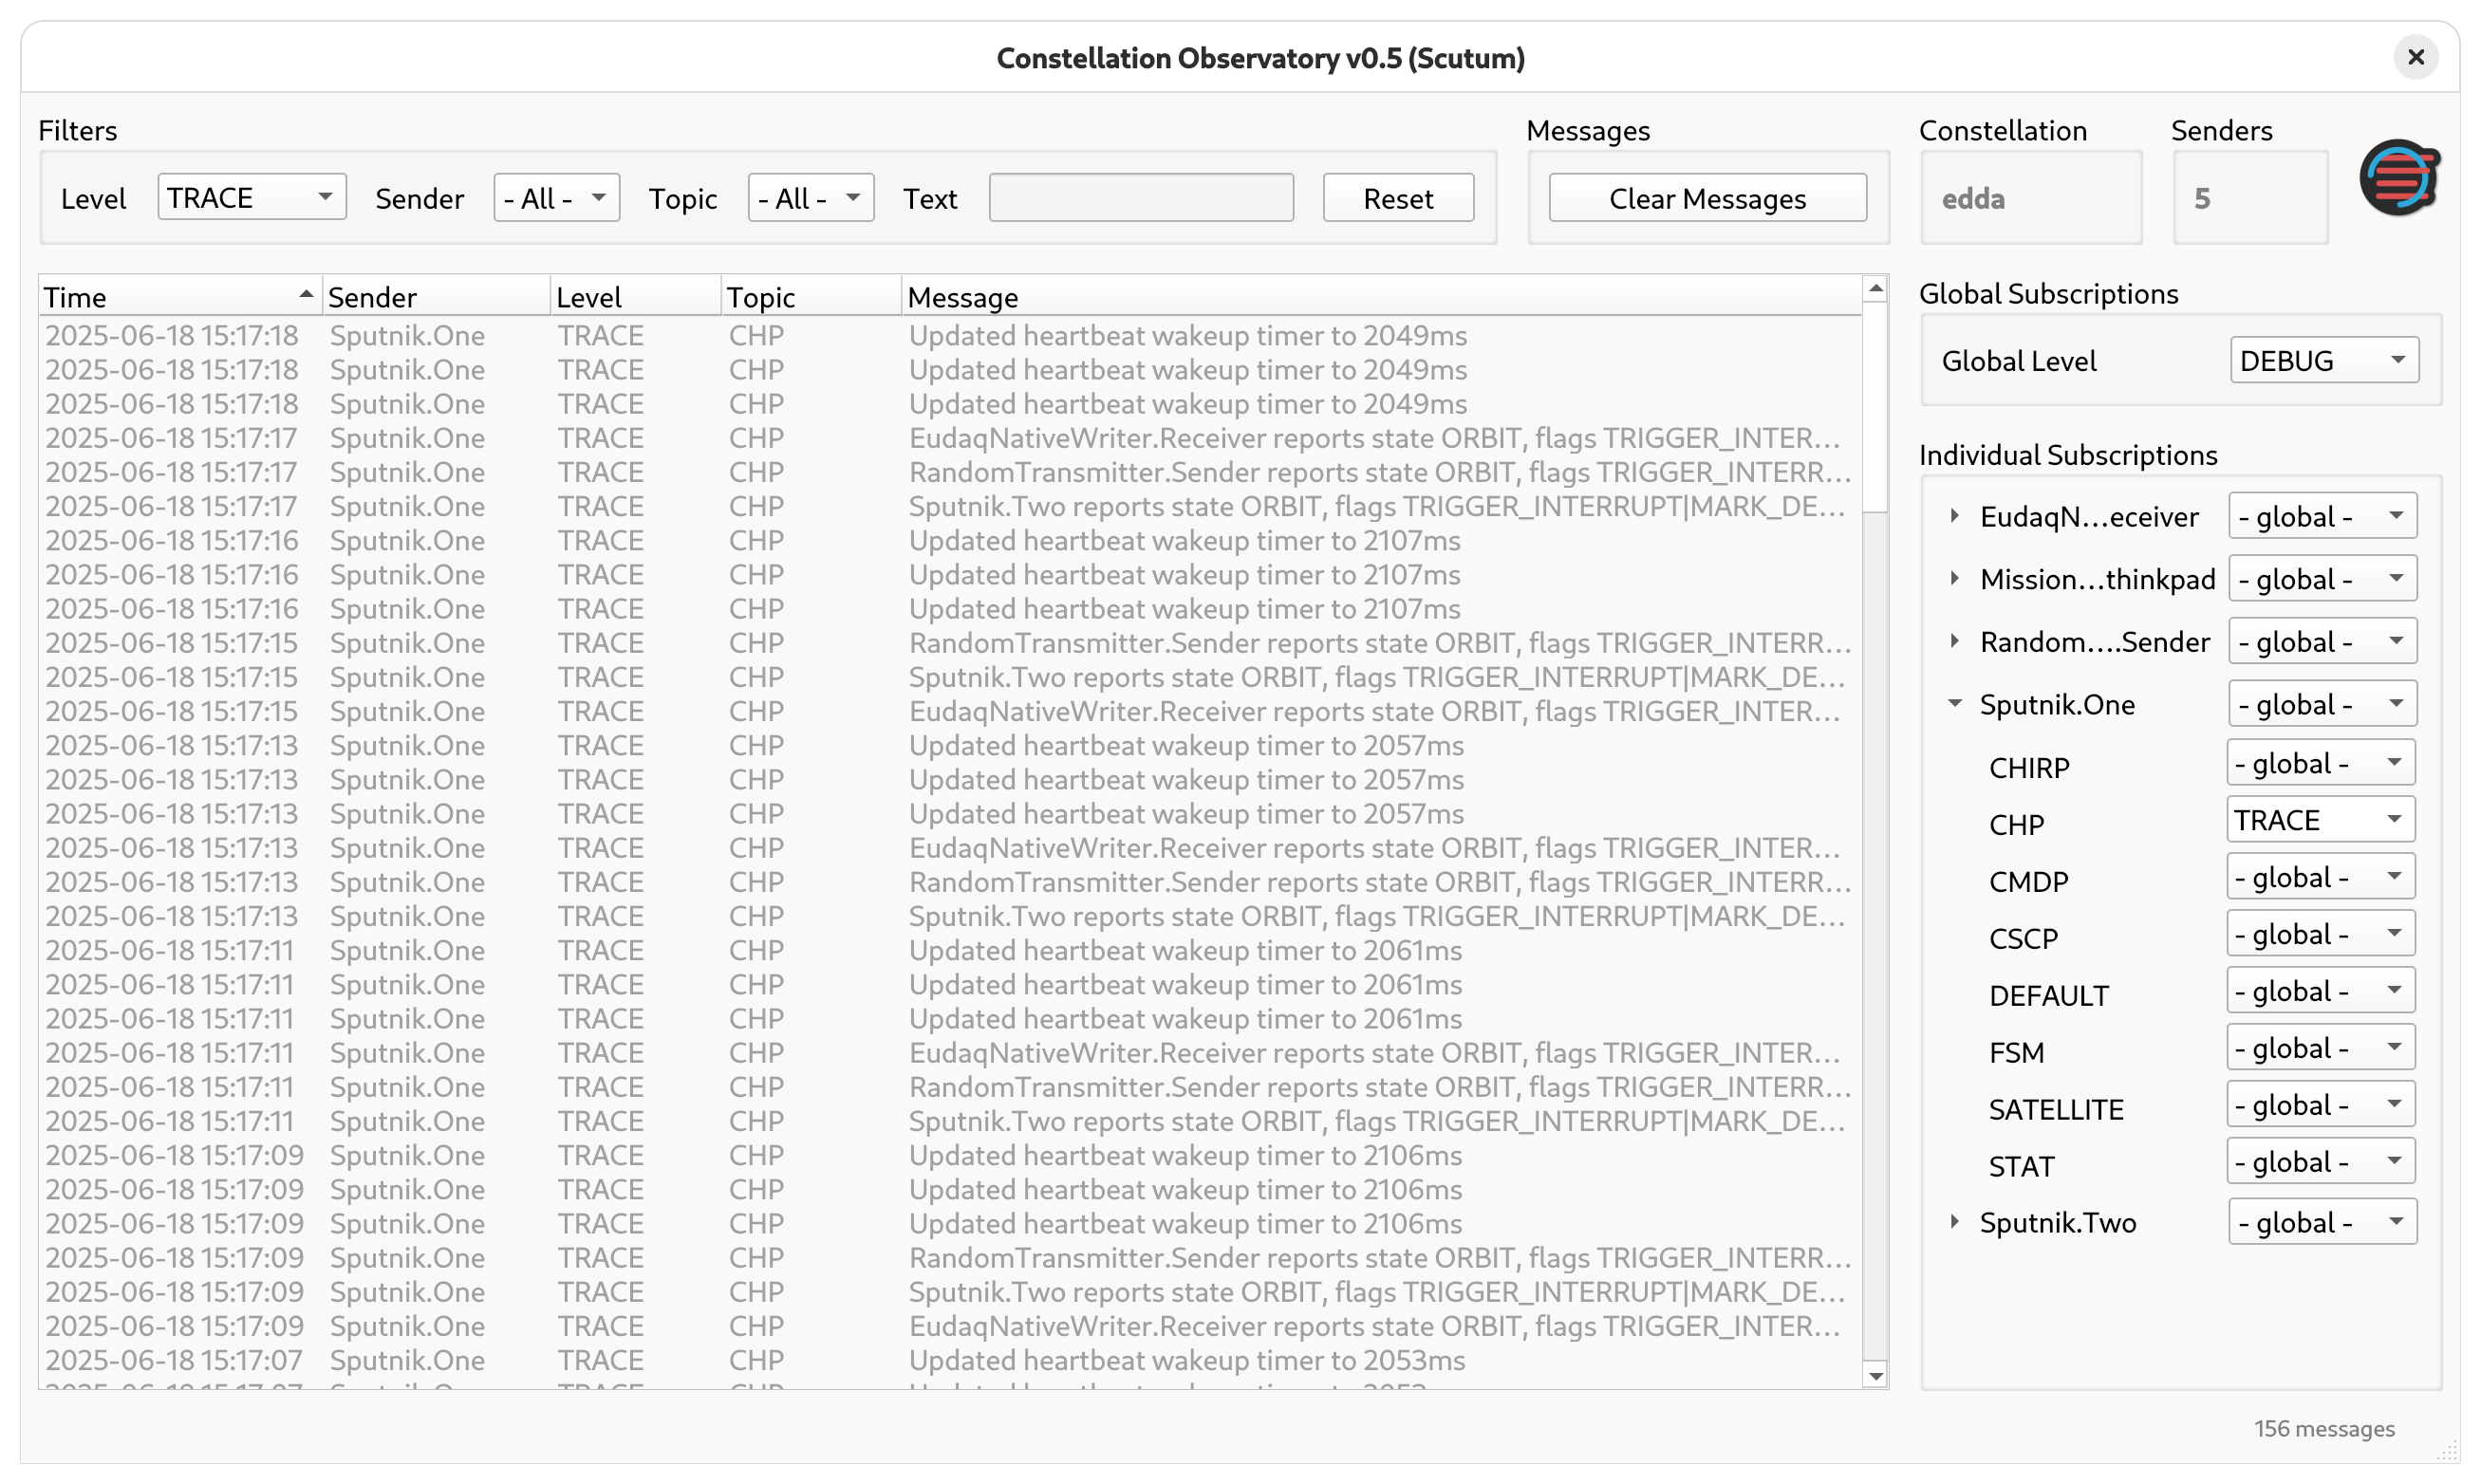 Constellation Observatory v0.5 (Scutum)
Filters
Level TRACE Sender - All - Topic - All - Text Reset
Messages
Clear Messages
Constellation
edda
Senders
5
Time Sender Level Topic Message
2025-06-18 15:17:18 Sputnik.One TRACE CHP Updated heartbeat wakeup timer to 2049ms
2025-06-18 15:17:18 Sputnik.One TRACE CHP Updated heartbeat wakeup timer to 2049ms
2025-06-18 15:17:18 Sputnik.One TRACE CHP Updated heartbeat wakeup timer to 2049ms
2025-06-18 15:17:17 Sputnik.One TRACE CHP EudaqNativeWriter.Receiver reports state ORBIT, flags TRIGGER_INTER...
2025-06-18 15:17:17 Sputnik.One TRACE CHP RandomTransmitter.Sender reports state ORBIT, flags TRIGGER_INTERR...
2025-06-18 15:17:17 Sputnik.One TRACE CHP Sputnik.Two reports state ORBIT, flags TRIGGER_INTERRUPT|MARK_DE...
2025-06-18 15:17:16 Sputnik.One TRACE CHP Updated heartbeat wakeup timer to 2107ms
2025-06-18 15:17:16 Sputnik.One TRACE CHP Updated heartbeat wakeup timer to 2107ms
2025-06-18 15:17:16 Sputnik.One TRACE CHP Updated heartbeat wakeup timer to 2107ms
2025-06-18 15:17:15 Sputnik.One TRACE CHP RandomTransmitter.Sender reports state ORBIT, flags TRIGGER_INTERR...
2025-06-18 15:17:15 Sputnik.One TRACE CHP Sputnik.Two reports state ORBIT, flags TRIGGER_INTERRUPT|MARK_DE...
2025-06-18 15:17:15 Sputnik.One TRACE CHP EudaqNativeWriter.Receiver reports state ORBIT, flags TRIGGER_INTER...
2025-06-18 15:17:13 Sputnik.One TRACE CHP Updated heartbeat wakeup timer to 2057ms
2025-06-18 15:17:13 Sputnik.One TRACE CHP Updated heartbeat wakeup timer to 2057ms
2025-06-18 15:17:13 Sputnik.One TRACE CHP Updated heartbeat wakeup timer to 2057ms
2025-06-18 15:17:13 Sputnik.One TRACE CHP EudaqNativeWriter.Receiver reports state ORBIT, flags TRIGGER_INTER...
2025-06-18 15:17:13 Sputnik.One TRACE CHP RandomTransmitter.Sender reports state ORBIT, flags TRIGGER_INTERR...
2025-06-18 15:17:13 Sputnik.One TRACE CHP Sputnik.Two reports state ORBIT, flags TRIGGER_INTERRUPT|MARK_DE...
2025-06-18 15:17:11 Sputnik.One TRACE CHP Updated heartbeat wakeup timer to 2061ms
2025-06-18 15:17:11 Sputnik.One TRACE CHP Updated heartbeat wakeup timer to 2061ms
2025-06-18 15:17:11 Sputnik.One TRACE CHP Updated heartbeat wakeup timer to 2061ms
2025-06-18 15:17:11 Sputnik.One TRACE CHP EudaqNativeWriter.Receiver reports state ORBIT, flags TRIGGER_INTER...
2025-06-18 15:17:11 Sputnik.One TRACE CHP RandomTransmitter.Sender reports state ORBIT, flags TRIGGER_INTERR...
2025-06-18 15:17:11 Sputnik.One TRACE CHP Sputnik.Two reports state ORBIT, flags TRIGGER_INTERRUPT|MARK_DE...
2025-06-18 15:17:09 Sputnik.One TRACE CHP Updated heartbeat wakeup timer to 2106ms
2025-06-18 15:17:09 Sputnik.One TRACE CHP Updated heartbeat wakeup timer to 2106ms
2025-06-18 15:17:09 Sputnik.One TRACE CHP Updated heartbeat wakeup timer to 2106ms
2025-06-18 15:17:09 Sputnik.One TRACE CHP RandomTransmitter.Sender reports state ORBIT, flags TRIGGER_INTERR...
2025-06-18 15:17:09 Sputnik.One TRACE CHP Sputnik.Two reports state ORBIT, flags TRIGGER_INTERRUPT|MARK_DE...
2025-06-18 15:17:09 Sputnik.One TRACE CHP EudaqNativeWriter.Receiver reports state ORBIT, flags TRIGGER_INTER...
2025-06-18 15:17:07 Sputnik.One TRACE CHP Updated heartbeat wakeup timer to 2053ms
Global Subscriptions
Global Level DEBUG
Individual Subscriptions
EudaqN...eceiver - global -
Mission...thinkpad - global -
Random....Sender - global -
Sputnik.One - global -
CHIRP - global -
CHP TRACE
CMDP - global -
CSCP - global -
DEFAULT - global -
FSM - global -
SATELLITE - global -
STAT - global -
Sputnik.Two - global -
156 messages